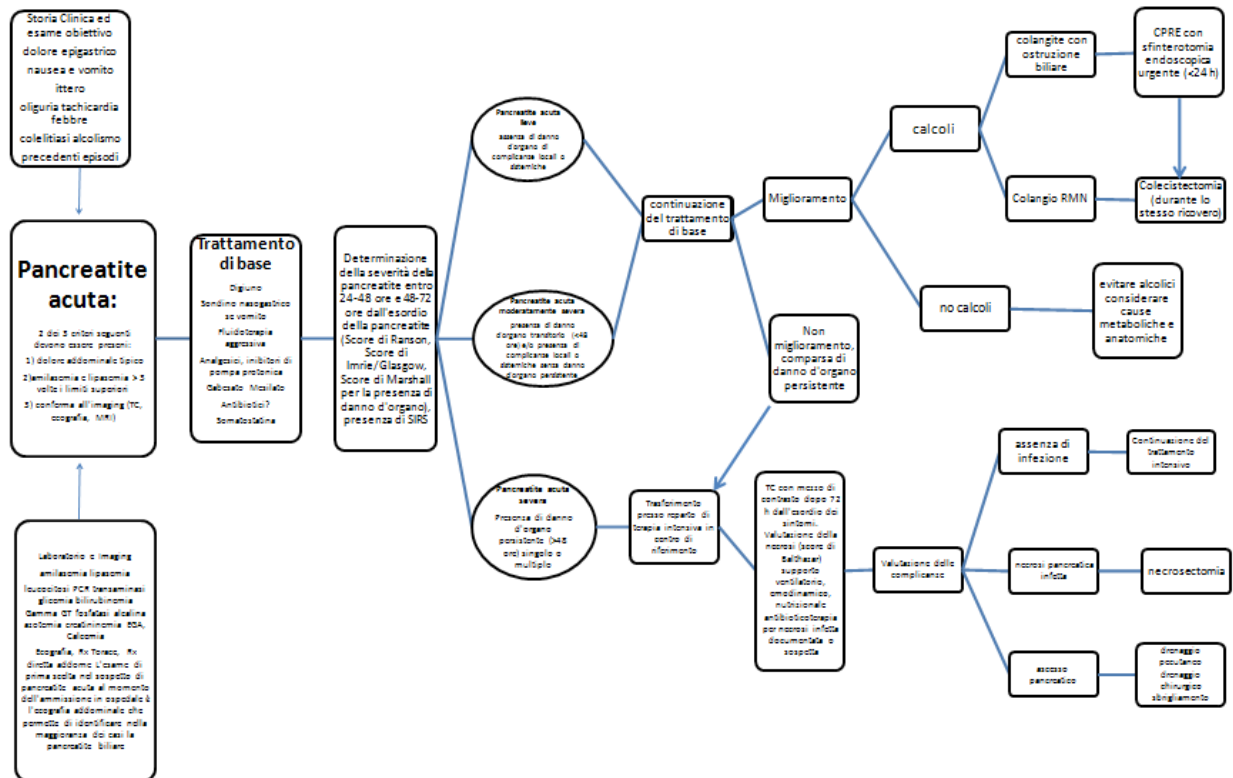 Storia Clinica ed
esame obiettivo
dolore epigastrico
nausea e vomito
ittero
oliguria tachicardia
febbre
colelitiasi alcolismo
precedenti episodi
Pancreatite
acuta:
2 dei 3 criteri seguenti
devono essere presenti:
1) dolore addominale tipico
2)amilasemia e lipasemia > 3
volte i limiti superiori
3) conferma all'imaging (TC,
ecografia, MRI)
Laboratorio e Imaging
amilasemia lipasemia
leucocitosi PCR transaminasi
glicemia bilirubinemia
Gamma GT fosfatasi alcalina
azotemia creatininemia EGA,
Calcemia
Ecografia, Rx Torace, Rx
diretta addome L'esame di
prima scelta nel sospetto di
pancreatite acuta al momento
dell'ammissione in ospedale è
l'ecografia addominale che
permette di identificare nella
maggioranza dei casi la
pancreatite biliare
Trattamento
di base
Digiuno
Sondino nasogastrico
se vomito
Fluidoterapia
aggressiva
Analgesici, inibitori di
pompa protonica
Gabesato Mesilato
Antibiotici?
Somatostatina
Determinazione
della severità della
pancreatite entro
24-48 ore e 48-72
ore dall'esordio
della pancreatite
(Score di Ranson,
Score di
Imrie/Glasgow,
Score di Marshall
per la presenza di
danno d'organo),
presenza di SIRS
Pancreatite acuta
lieve
assenza di danno
d'organo di
complicanze locali o
sistemiche
Pancreatite acuta
moderatamente severa
presenza di danno
d'organo transitorio (<48
ore) e/o presenza di
complicanze locali o
sistemiche senza danno
d'organo persistente
Pancreatite acuta
severa
Presenza di danno
d'organo
persistente (>48
ore) singolo o
multiplo
continuazione
del trattamento
di base
Miglioramento
Non
miglioramento,
comparsa di
danno d'organo
persistente
Trasferimento
presso reparto di
terapia intensiva in
centro di
riferimento
calcoli
no calcoli
colangite con
ostruzione
biliare
CPRE con
sfinterotomia
endoscopica
urgente (<24 h)
Colangio RMN
Colecistectomia
(durante lo
stesso ricovero)
evitare alcolici
considerare
cause
metaboliche e
anatomiche
TC con mezzo di
contrasto dopo 72
h dall'esordio dei
sintomi.
Valutazione della
necrosi (score di
Balthazar)
supporto
ventilatorio,
emodinamico,
nutrizionale
antibioticoterapia
per necrosi infetta
documentata o
sospetta
Valutazione delle
complicanze
assenza di
infezione
Continuazione del
trattamento
intensivo
necrosi pancreatica
infetta
necrosectomia
ascesso
pancreatico
drenaggio
pecutaneo
drenaggio
chirurgico
sbrigliamento